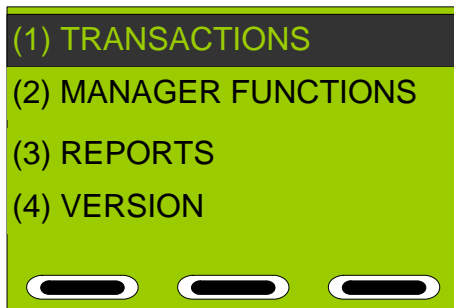 (1) TRANSACTIONS
(2) MANAGER FUNCTIONS
(3) REPORTS
(4) VERSION